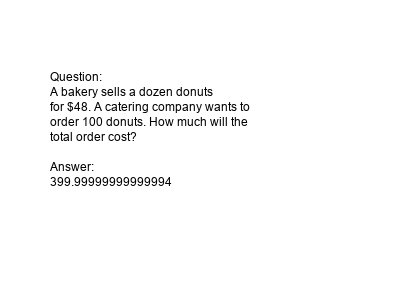 Question:
A bakery sells a dozen donuts
for $48. A catering company wants to
order 100 donuts. How much will the
total order cost?

Answer:
399.99999999999994